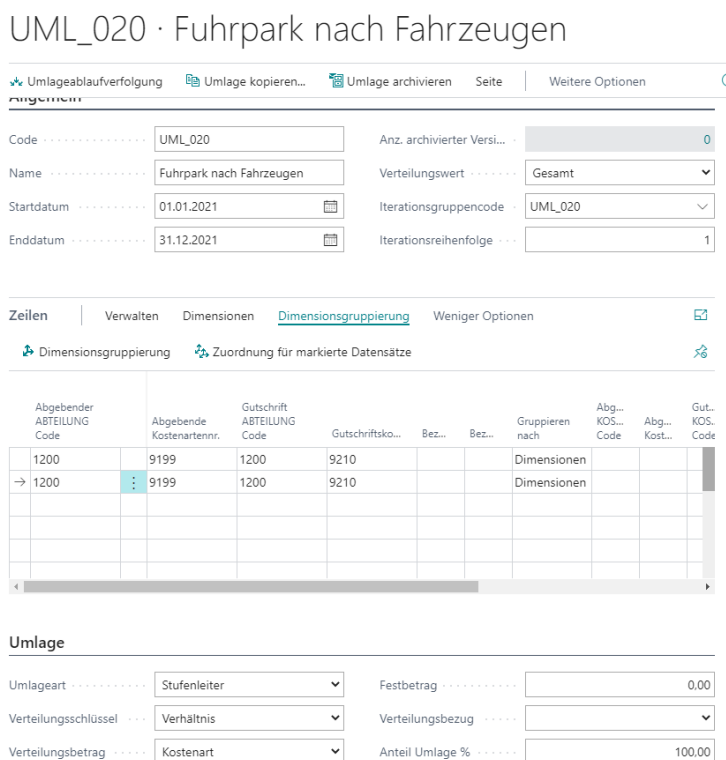 UML_020 · Fuhrpark nach Fahrzeugen
Umlageablaufverfolgung Umlage kopieren... Umlage archivieren Seite Weitere Optionen
Allgemein
Code UML_020 Anz. archivierter Versi... 0
Name Fuhrpark nach Fahrzeugen Verteilungswert Gesamt
Startdatum 01.01.2021 Iterationsgruppencode UML_020
Enddatum 31.12.2021 Iterationsreihenfolge 1
Zeilen Verwalten Dimensionen Dimensionsgruppierung Weniger Optionen
Dimensionsgruppierung Zuordnung für markierte Datensätze
Abgebender Gutschrift Abg... Gut...
ABTEILUNG Abgebende ABTEILUNG Gruppieren KOS... Abg... KOS...
Code Kostenartennr. Code Gutschriftsko... Bez... Bez... nach Code Kost... Code
1200 9199 1200 9210 Dimensionen
1200 9199 1200 9210 Dimensionen
Umlage
Umlageart Stufenleiter Festbetrag 0,00
Verteilungsschlüssel Verhältnis Verteilungsbezug
Verteilungsbetrag Kostenart Anteil Umlage % 100,00